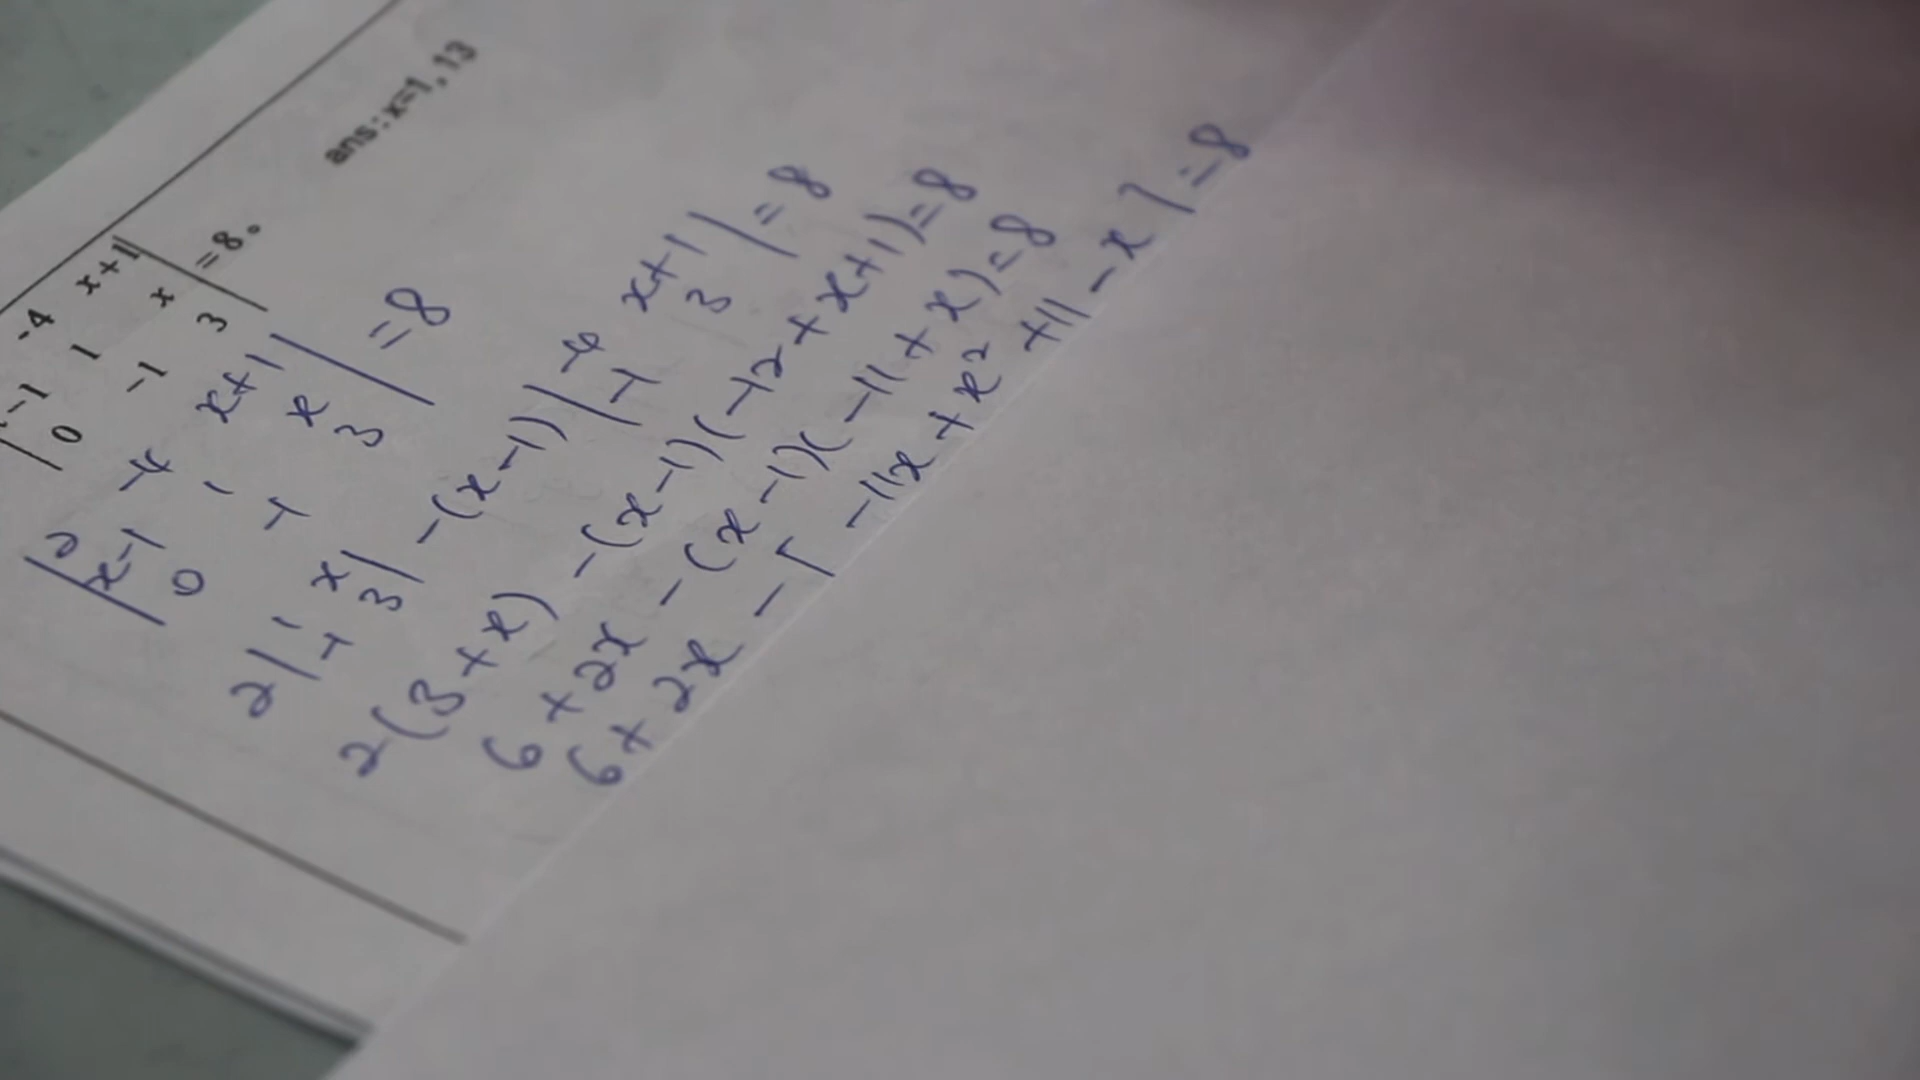 -4 x+1
-1 1 x =8。
0 -1 3
ans:x=1,13
| 2 -4 x+1 |
| x-1 1 x | =8
| 0 -1 3 |
2 | 1 x | -(x-1) | -4 x+1 | =8
| -1 3 | | -1 3 |
2(3+x) -(x-1)(-12+x+1)=8
6+2x -(x-1)(-11+x)=8
6+2x -[-11x+x²+11-x]=8